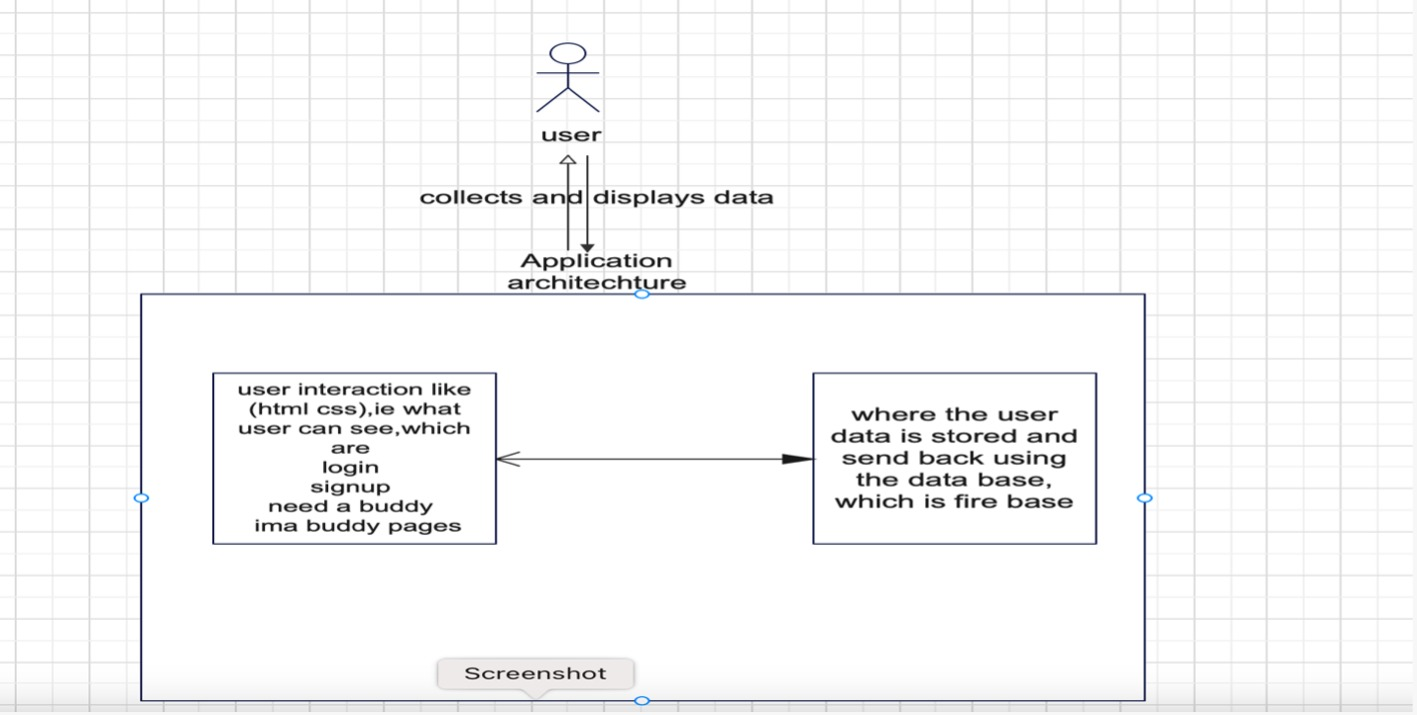 user
collects and displays data
Application
architechture
user interaction like
(html css),ie what
user can see,which
are
login
signup
need a buddy
ima buddy pages
where the user
data is stored and
send back using
the data base,
which is fire base
Screenshot